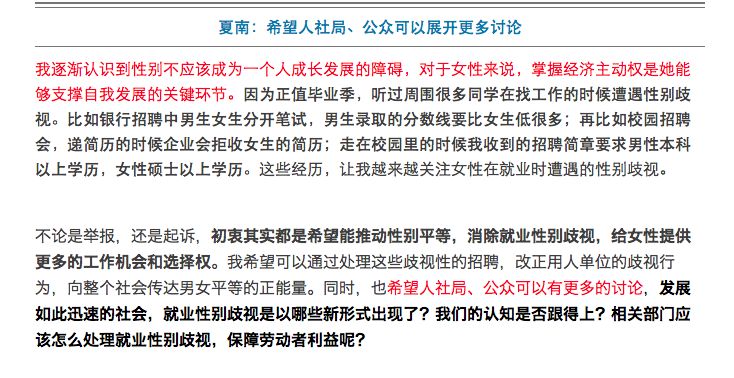 夏南：希望人社局、公众可以展开更多讨论
我逐渐认识到性别不应该成为一个人成长发展的障碍，对于女性来说，掌握经济主动权是她能
够支撑自我发展的关键环节。因为正值毕业季，听过周围很多同学在找工作的时候遭遇性别歧
视。比如银行招聘中男生女生分开笔试，男生录取的分数线要比女生低很多；再比如校园招聘
会，递简历的时候企业会拒收女生的简历；走在校园里的时候我收到的招聘简章要求男性本科
以上学历，女性硕士以上学历。这些经历，让我越来越关注女性在就业时遭遇的性别歧视。
不论是举报，还是起诉，初衷其实都是希望能推动性别平等，消除就业性别歧视，给女性提供
更多的工作机会和选择权。我希望可以通过处理这些歧视性的招聘，改正用人单位的歧视行
为，向整个社会传达男女平等的正能量。同时，也希望人社局、公众可以有更多的讨论，发展
如此迅速的社会，就业性别歧视是以哪些新形式出现了？我们的认知是否跟得上？相关部门应
该怎么处理就业性别歧视，保障劳动者利益呢？